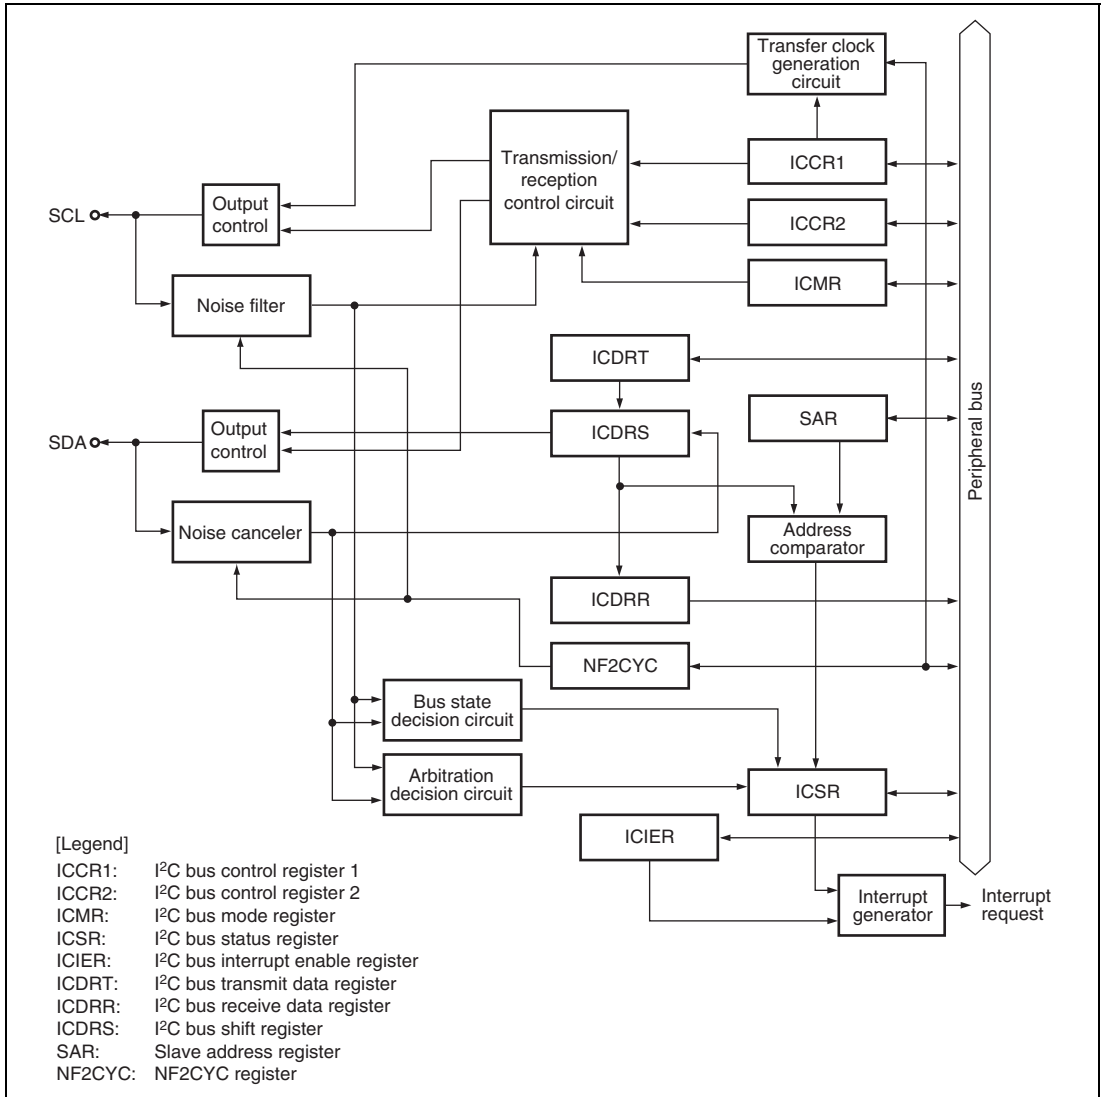 Transfer clock
generation
circuit
Transmission/
reception
control circuit
ICCR1
Output
control
SCL
ICCR2
ICMR
Noise filter
ICDRT
Peripheral bus
SAR
Output
control
ICDRS
SDA
Noise canceler
Address
comparator
ICDRR
NF2CYC
Bus state
decision circuit
Arbitration
decision circuit
ICSR
ICIER
Interrupt
generator
Interrupt
request
[Legend]
ICCR1: I²C bus control register 1
ICCR2: I²C bus control register 2
ICMR: I²C bus mode register
ICSR: I²C bus status register
ICIER: I²C bus interrupt enable register
ICDRT: I²C bus transmit data register
ICDRR: I²C bus receive data register
ICDRS: I²C bus shift register
SAR: Slave address register
NF2CYC: NF2CYC register